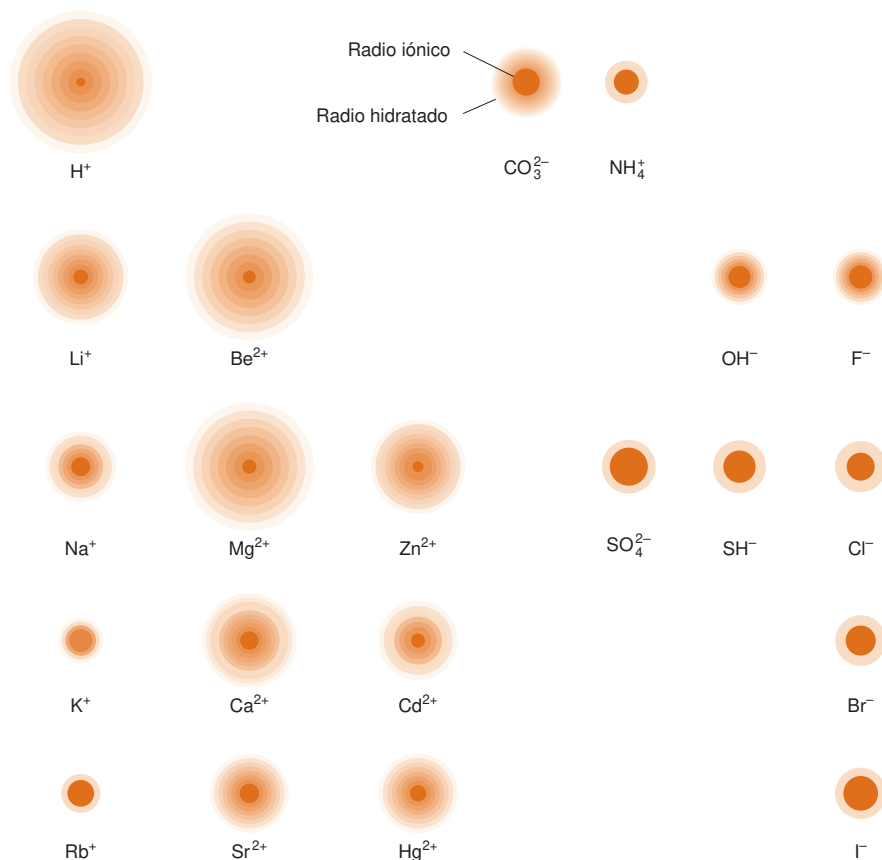 Radio iónico
Radio hidratado
H⁺
CO₃²⁻
NH₄⁺
Li⁺
Be²⁺
OH⁻
F⁻
Na⁺
Mg²⁺
Zn²⁺
SO₄²⁻
SH⁻
Cl⁻
K⁺
Ca²⁺
Cd²⁺
Br⁻
Rb⁺
Sr²⁺
Hg²⁺
I⁻